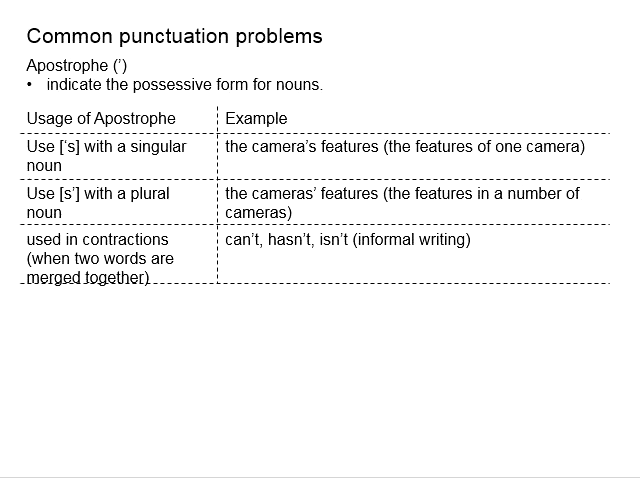 Common punctuation problems
Apostrophe (’)
• indicate the possessive form for nouns.
Usage of Apostrophe
Example
Use [‘s] with a singular
noun
the camera’s features (the features of one camera)
Use [s’] with a plural
noun
the cameras’ features (the features in a number of
cameras)
used in contractions
(when two words are
merged together)
can’t, hasn’t, isn’t (informal writing)